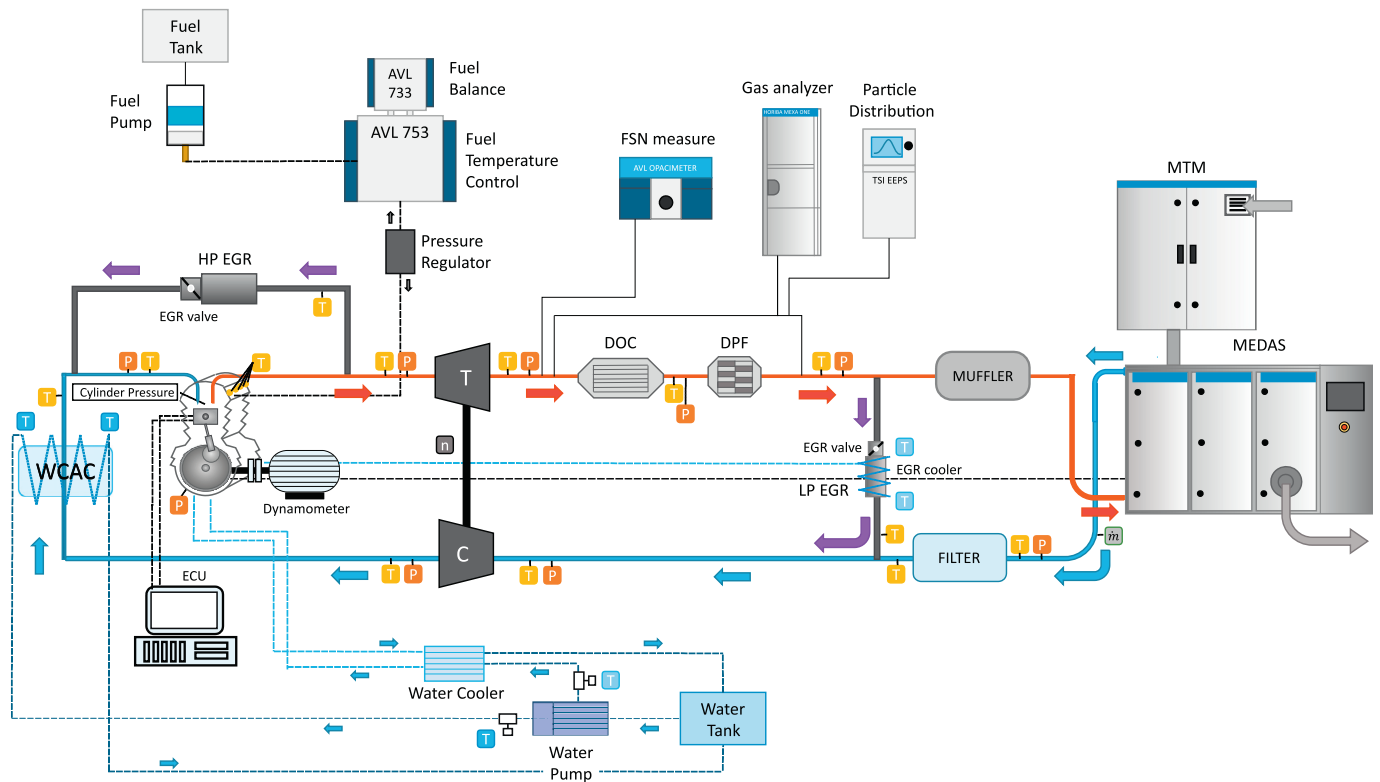 Fuel
Tank
Fuel
Pump
AVL
733
Fuel
Balance
AVL 753
Fuel
Temperature
Control
Pressure
Regulator
FSN measure
AVL OPACIMETER
Gas analyzer
HORIBA MEXA ONE
Particle
Distribution
TSI EEPS
MTM
MEDAS
HP EGR
EGR valve
T
P
T
T
T
P
T
P
T
DOC
DPF
T
P
T
P
MUFFLER
T
Cylinder Pressure
T
T
WCAC
P
Dynamometer
n
EGR valve
T
EGR cooler
LP EGR
T
C
T
P
T
P
T
T
FILTER
T
P
ṁ
ECU
Water Cooler
T
Water
Tank
T
Water
Pump